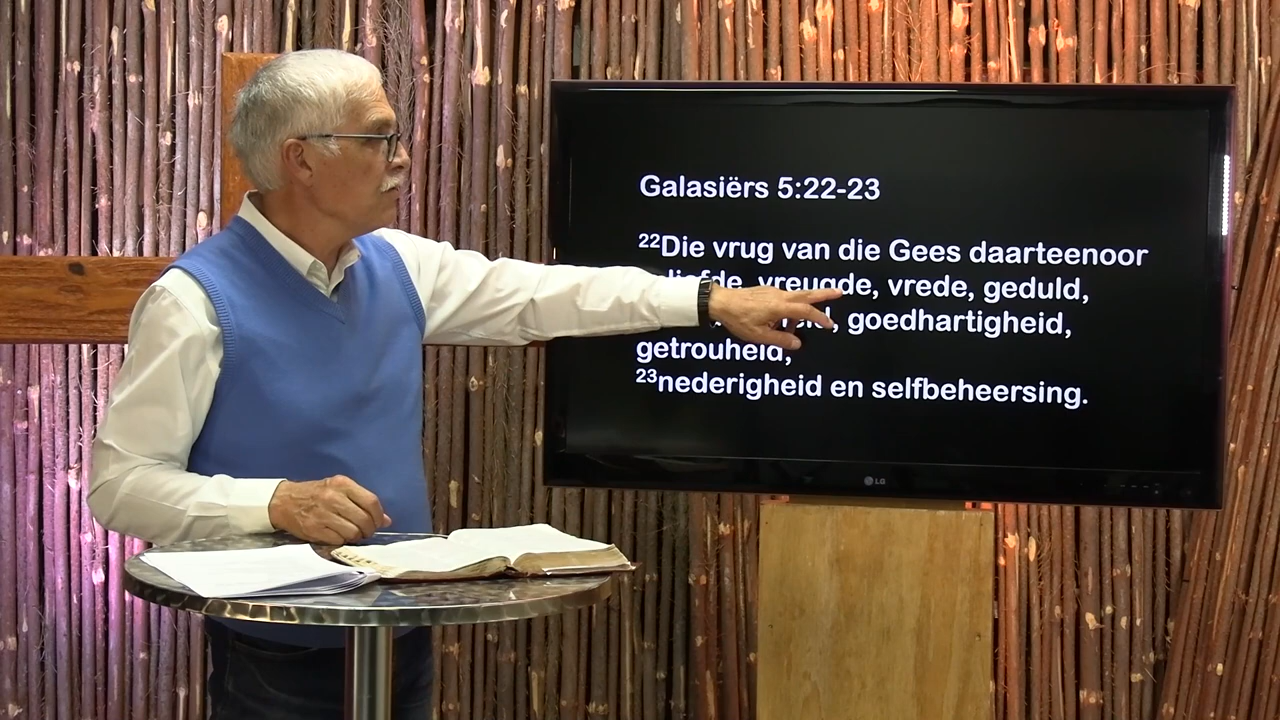 Galasiërs 5:22-23
²²Die vrug van die Gees daarteenoor
vreugde, vrede, geduld,
goedhartigheid,
getrouheid,
²³nederigheid en selfbeheersing.
LG